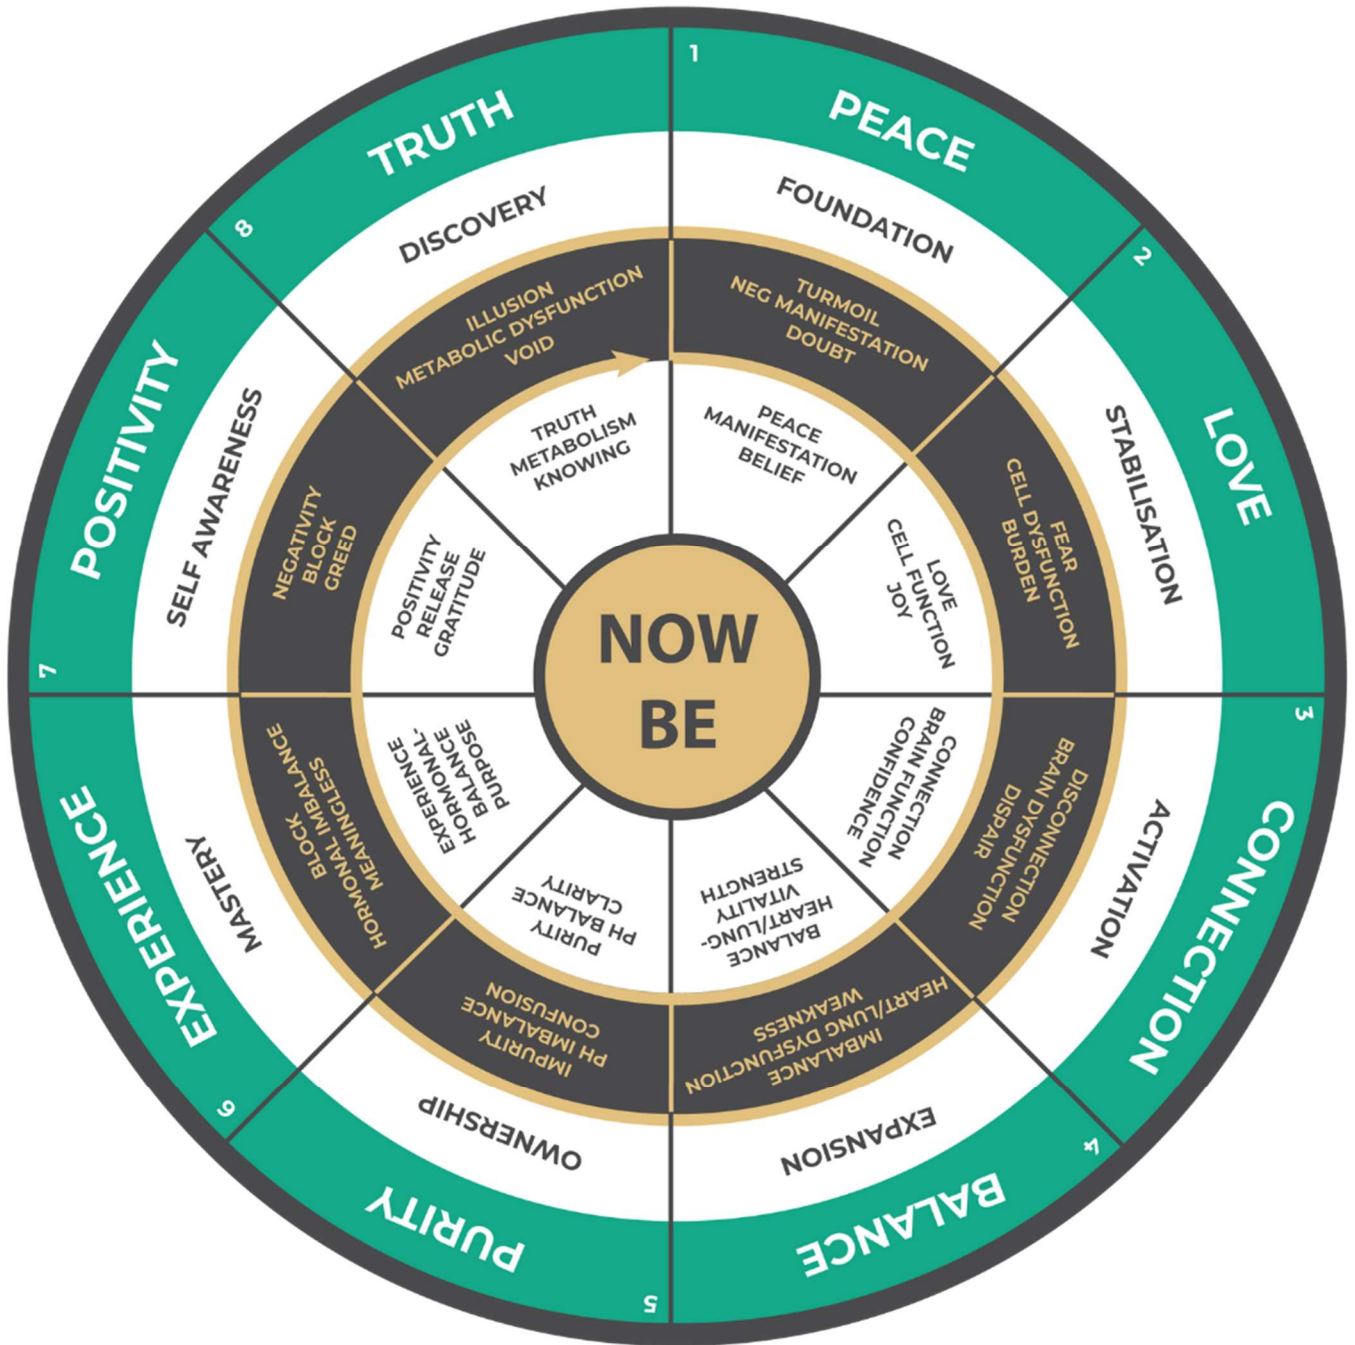 1
PEACE
FOUNDATION
TURMOIL
NEG MANIFESTATION
DOUBT
PEACE
MANIFESTATION
BELIEF
2
LOVE
STABILISATION
FEAR
CELL DYSFUNCTION
BURDEN
LOVE
CELL FUNCTION
JOY
3
CONNECTION
ACTIVATION
DISCONNECTION
BRAIN DYSFUNCTION
DISPAIR
CONNECTION
BRAIN FUNCTION
CONFIDENCE
4
BALANCE
EXPANSION
IMBALANCE
HEART/LUNG DYSFUNCTION
WEAKNESS
BALANCE
HEART/LUNG-
VITALITY
STRENGTH
5
PURITY
OWNERSHIP
IMPURITY
PH IMBALANCE
CONFUSION
PURITY
PH BALANCE
CLARITY
6
EXPERIENCE
MASTERY
BLOCK
HORMONAL IMBALANCE
MEANINGLESS
EXPERIENCE
HORMONAL-
BALANCE
PURPOSE
7
POSITIVITY
SELF AWARENESS
NEGATIVITY
BLOCK
GREED
POSITIVITY
RELEASE
GRATITUDE
8
TRUTH
DISCOVERY
ILLUSION
METABOLIC DYSFUNCTION
VOID
TRUTH
METABOLISM
KNOWING
NOW
BE